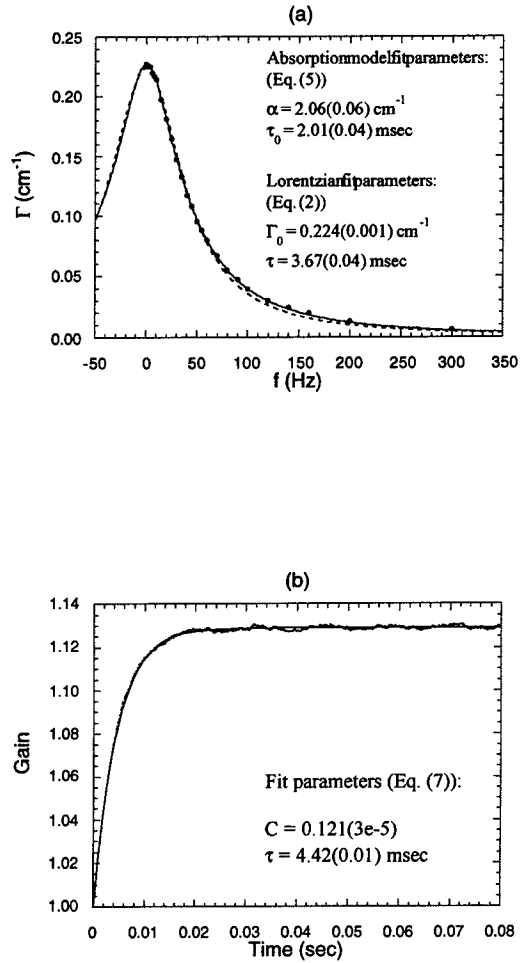 (a)
0.25
0.20
0.15
0.10
0.05
0.00
Γ (cm⁻¹)
Absorptionmodelfitparameters:
(Eq. (5))
α = 2.06(0.06) cm⁻¹
τ₀ = 2.01(0.04) msec
Lorentzianfitparameters:
(Eq. (2))
Γ₀ = 0.224(0.001) cm⁻¹
τ = 3.67(0.04) msec
-50 0 50 100 150 200 250 300 350
f (Hz)
(b)
1.14
1.12
1.10
1.08
1.06
1.04
1.02
1.00
Gain
Fit parameters (Eq. (7)):
C = 0.121(3e-5)
τ = 4.42(0.01) msec
0 0.01 0.02 0.03 0.04 0.05 0.06 0.07 0.08
Time (sec)